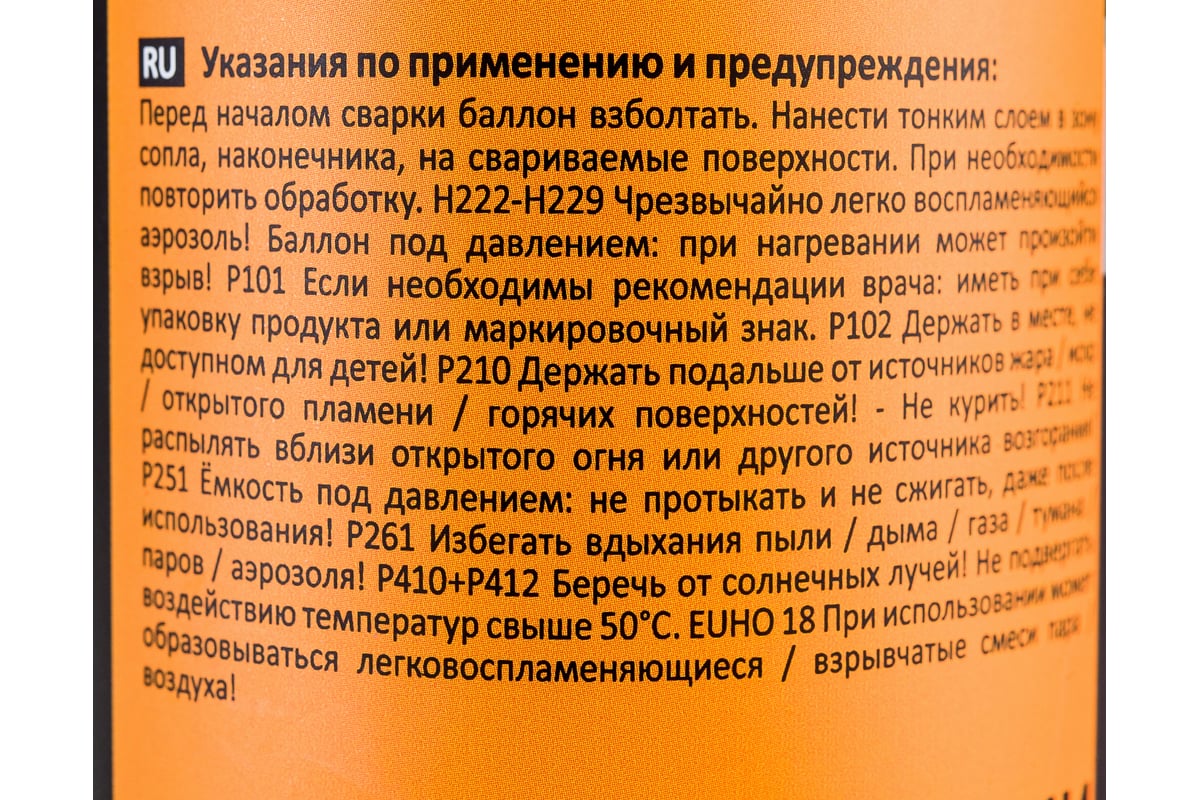 RU Указания по применению и предупреждения:
Перед началом сварки баллон взболтать. Нанести тонким слоем в зону
сопла, наконечника, на свариваемые поверхности. При необходимости
повторить обработку. H222-H229 Чрезвычайно легко воспламеняющийся
аэрозоль! Баллон под давлением: при нагревании может произойти
взрыв! P101 Если необходимы рекомендации врача: иметь при себе
упаковку продукта или маркировочный знак. P102 Держать в месте, не
доступном для детей! P210 Держать подальше от источников жара / искр
/ открытого пламени / горячих поверхностей! - Не курить! P211 Не
распылять вблизи открытого огня или другого источника возгорания!
P251 Ёмкость под давлением: не протыкать и не сжигать, даже после
использования! P261 Избегать вдыхания пыли / дыма / газа / тумана
паров / аэрозоля! P410+P412 Беречь от солнечных лучей! Не подвергать
воздействию температур свыше 50°C. EUHO 18 При использовании может
образовываться легковоспламеняющиеся / взрывчатые смеси пара
воздуха!